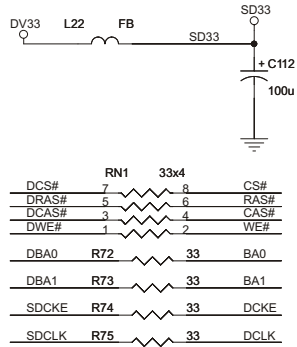 SD33
DV33 L22 FB
SD33
+ C112
100u
RN1 33x4
DCS# 7 8 CS#
DRAS# 5 6 RAS#
DCAS# 3 4 CAS#
DWE# 1 2 WE#
DBA0 R72 33 BA0
DBA1 R73 33 BA1
SDCKE R74 33 DCKE
SDCLK R75 33 DCLK